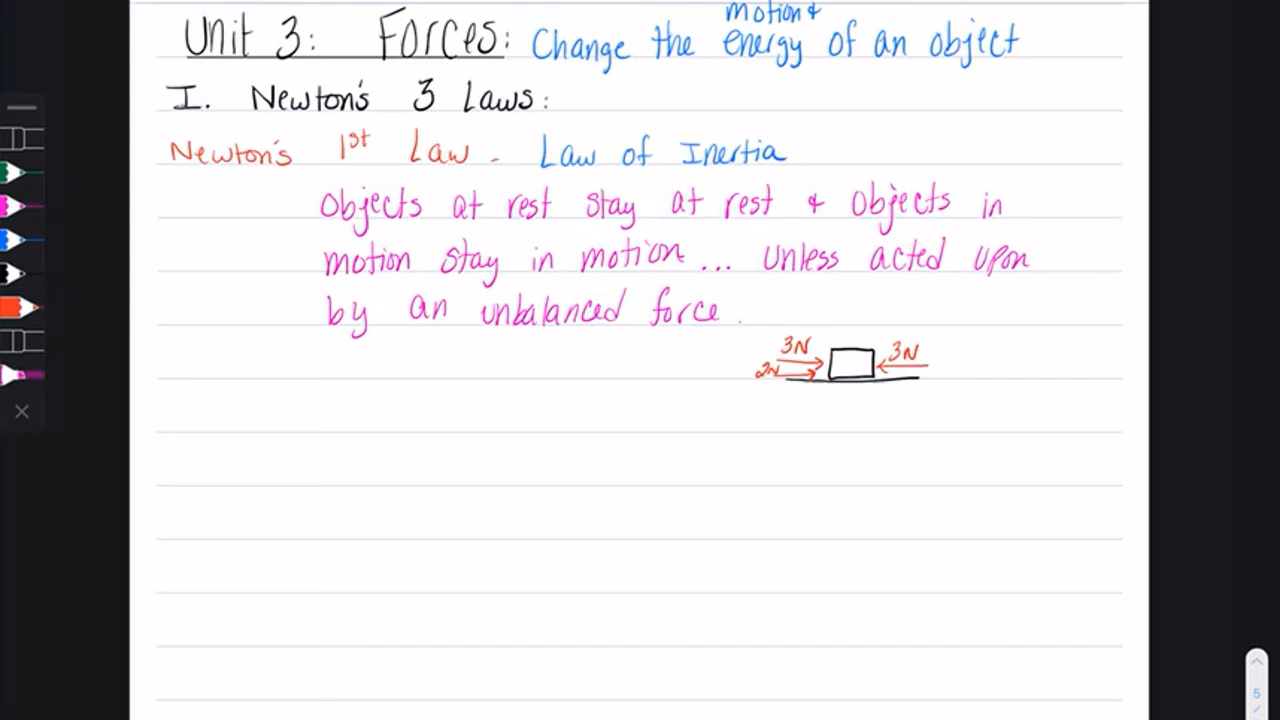 motion &
Unit 3: Forces: Change the energy of an object
I. Newton's 3 Laws:
Newton's 1st Law - Law of Inertia
Objects at rest stay at rest & objects in
motion stay in motion... unless acted upon
by an unbalanced force.
3N 3N
2N
5